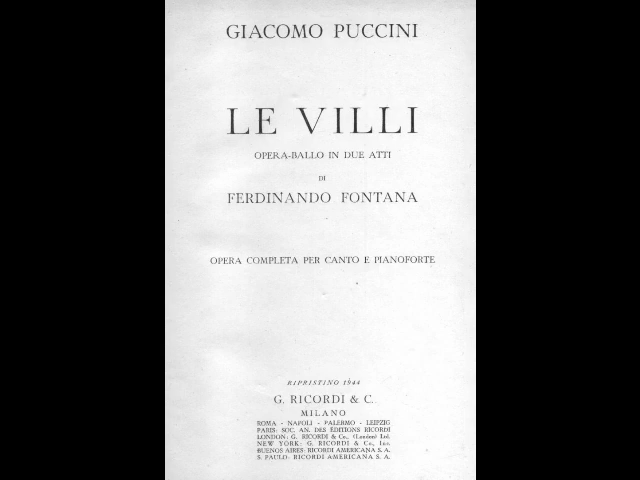 GIACOMO PUCCINI
LE VILLI
OPERA-BALLO IN DUE ATTI
DI
FERDINANDO FONTANA
OPERA COMPLETA PER CANTO E PIANOFORTE
RIPRISTINO 1944
G. RICORDI & C.
MILANO
ROMA - NAPOLI - PALERMO - LEIPZIG
PARIS: SOC. AN. DES EDITIONS RICORDI
LONDON: G. RICORDI & Co., (London) Ltd.
NEW YORK: G. RICORDI & Co., Inc.
BUENOS AIRES: RICORDI AMERICANA S. A.
S. PAULO: RICORDI AMERICANA S. A.